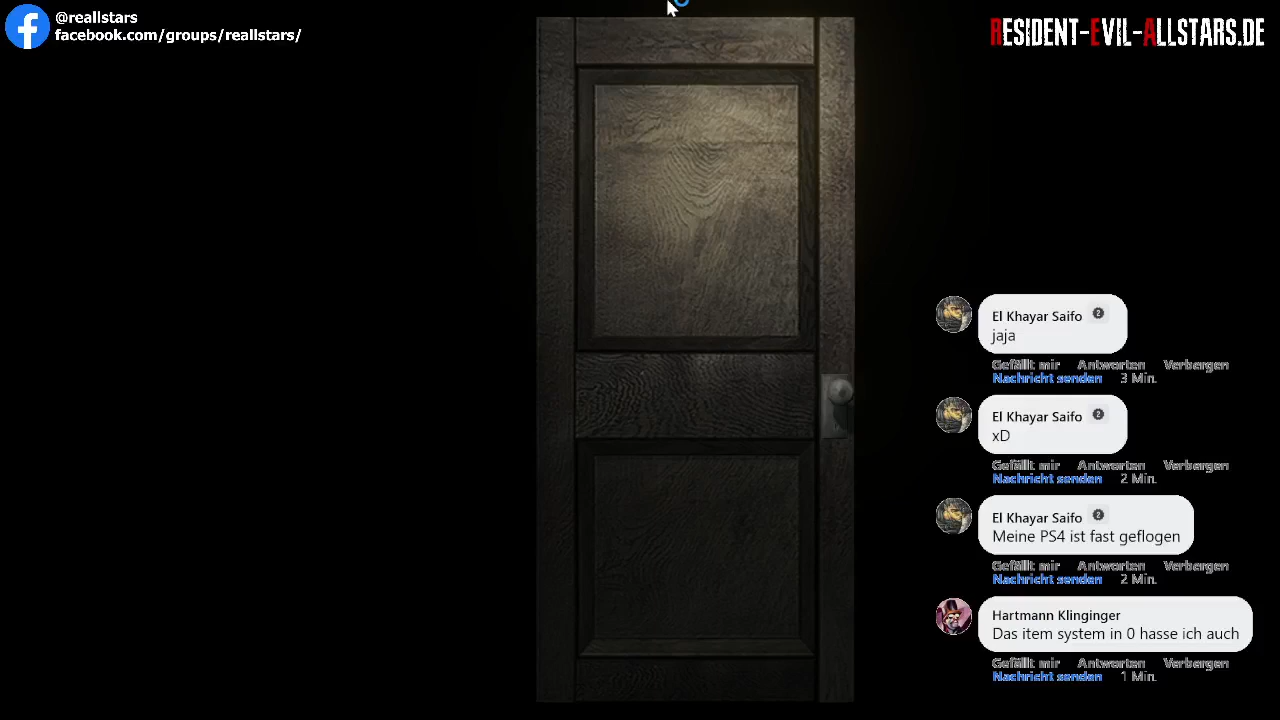 @reallstars
facebook.com/groups/reallstars/
RESIDENT-EVIL-ALLSTARS.DE
El Khayar Saifo 2
jaja
Gefällt mir Antworten Verbergen
Nachricht senden 3 Min.
El Khayar Saifo 2
xD
Gefällt mir Antworten Verbergen
Nachricht senden 2 Min.
El Khayar Saifo 2
Meine PS4 ist fast geflogen
Gefällt mir Antworten Verbergen
Nachricht senden 2 Min.
Hartmann Klinginger
Das item system in 0 hasse ich auch
Gefällt mir Antworten Verbergen
Nachricht senden 1 Min.